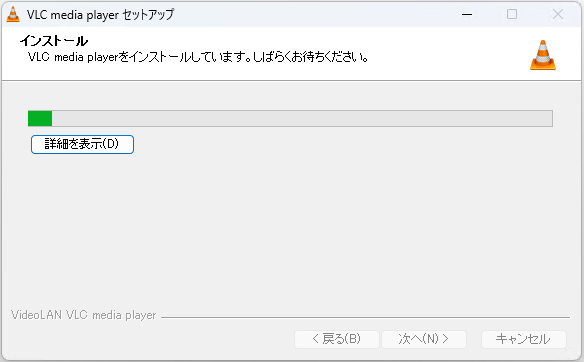 VLC media player セットアップ
インストール
VLC media playerをインストールしています。しばらくお待ちください。
詳細を表示(D)
VideoLAN VLC media player
< 戻る(B)
次へ(N) >
キャンセル